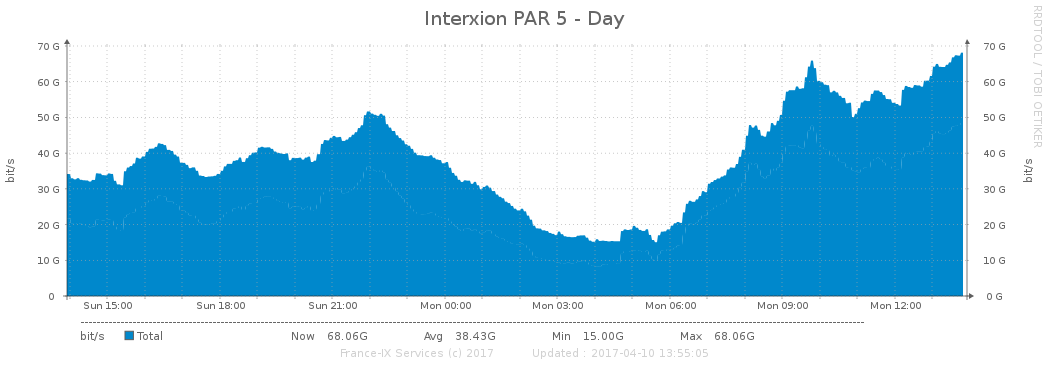 Interxion PAR 5 - Day
RRDTOOL / TOBI OETIKER
bit/s
bit/s
70 G 70 G
60 G 60 G
50 G 50 G
40 G 40 G
30 G 30 G
20 G 20 G
10 G 10 G
0 0 G
Sun 15:00 Sun 18:00 Sun 21:00 Mon 00:00 Mon 03:00 Mon 06:00 Mon 09:00 Mon 12:00
bit/s Total Now 68.06G Avg 38.43G Min 15.00G Max 68.06G
France-IX Services (c) 2017 Updated : 2017-04-10 13:55:05